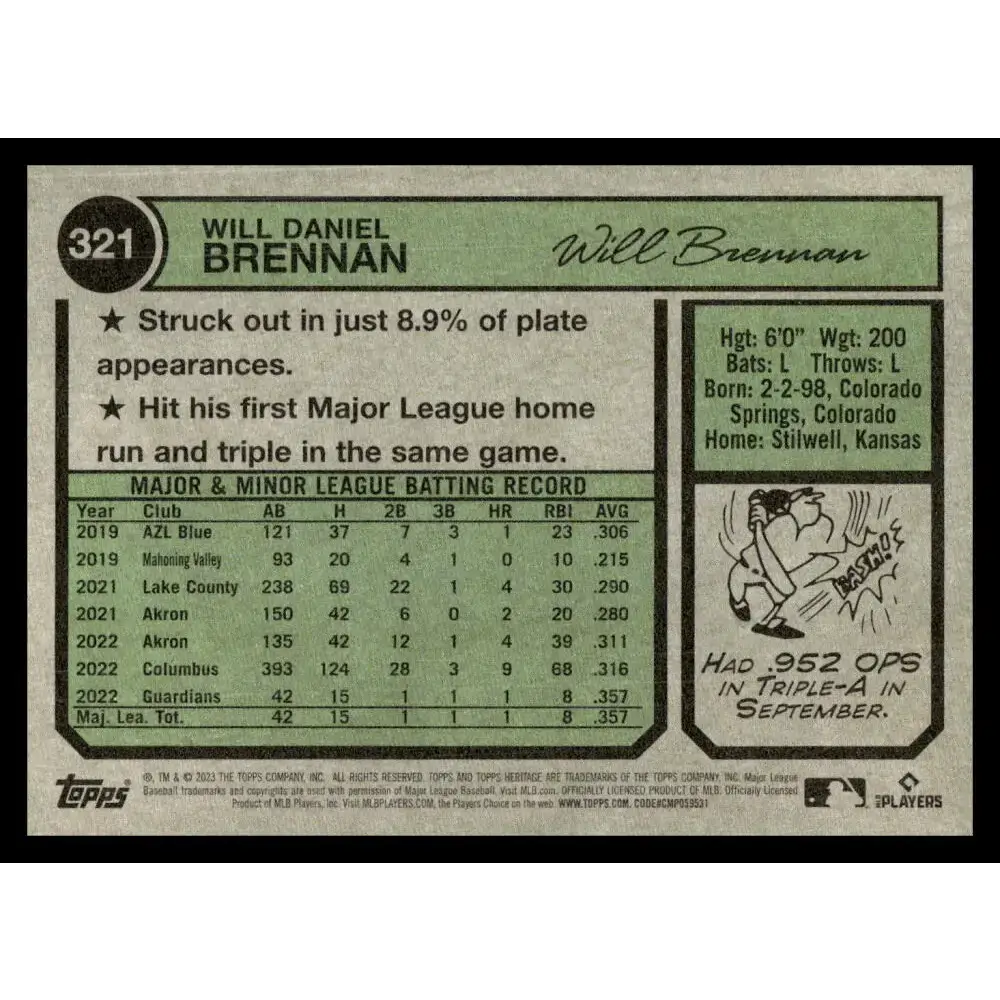 321
WILL DANIEL
BRENNAN
Will Brennan
★ Struck out in just 8.9% of plate
appearances.
★ Hit his first Major League home
run and triple in the same game.
Hgt: 6'0" Wgt: 200
Bats: L Throws: L
Born: 2-2-98, Colorado
Springs, Colorado
Home: Stilwell, Kansas
MAJOR & MINOR LEAGUE BATTING RECORD
Year Club AB H 2B 3B HR RBI AVG
2019 AZL Blue 121 37 7 3 1 23 .306
2019 Mahoning Valley 93 20 4 1 0 10 .215
2021 Lake County 238 69 22 1 4 30 .290
2021 Akron 150 42 6 0 2 20 .280
2022 Akron 135 42 12 1 4 39 .311
2022 Columbus 393 124 28 3 9 68 .316
2022 Guardians 42 15 1 1 1 8 .357
Maj. Lea. Tot. 42 15 1 1 1 8 .357
BASH!
HAD .952 OPS
IN TRIPLE-A IN
SEPTEMBER.
topps
®, TM & © 2023 THE TOPPS COMPANY, INC. ALL RIGHTS RESERVED. TOPPS AND TOPPS HERITAGE ARE TRADEMARKS OF THE TOPPS COMPANY, INC. Major League
Baseball trademarks and copyrights are used with permission of Major League Baseball. Visit MLB.com. OFFICIALLY LICENSED PRODUCT OF MLB. Officially Licensed
Product of MLB Players, Inc. Visit MLBPLAYERS.COM, the Players Choice on the web. WWW.TOPPS.COM. CODE#CMP059531
MLB PLAYERS